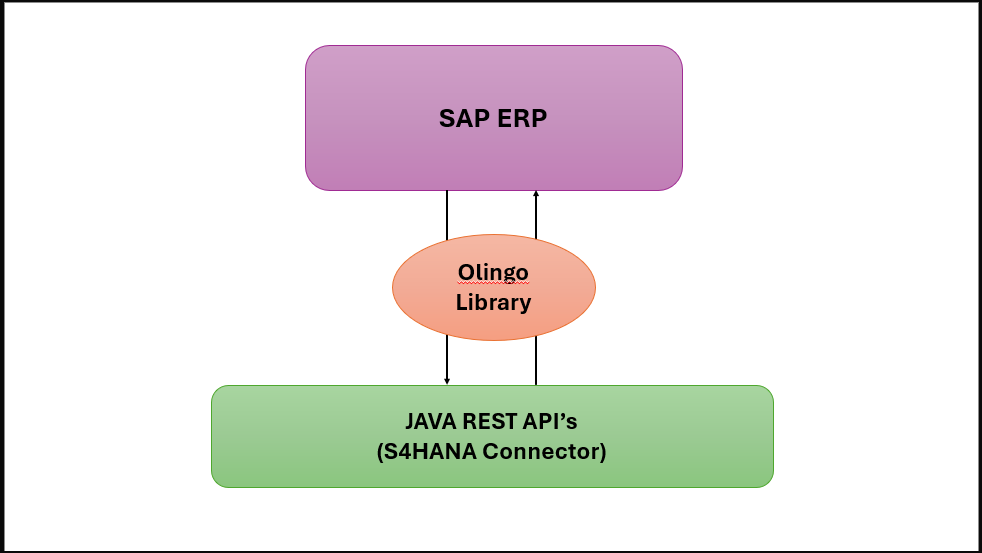 SAP ERP
Olingo
Library
JAVA REST API’s
(S4HANA Connector)